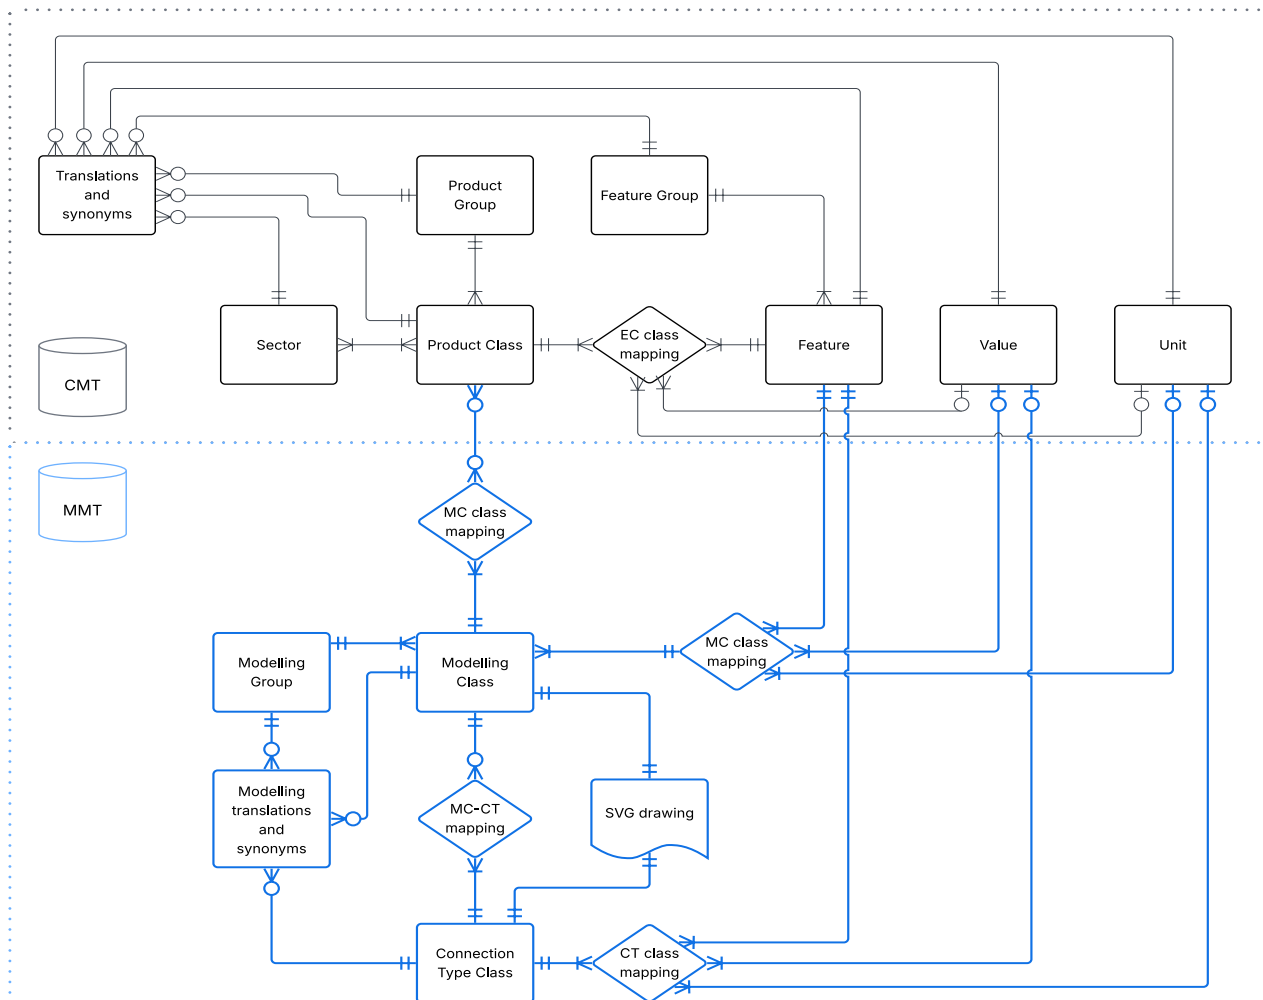 Translations
and
synonyms
Product
Group
Feature Group
Sector
Product Class
EC class
mapping
Feature
Value
Unit
CMT
MMT
MC class
mapping
Modelling
Group
Modelling
Class
MC class
mapping
Modelling
translations
and
synonyms
MC-CT
mapping
SVG drawing
Connection
Type Class
CT class
mapping